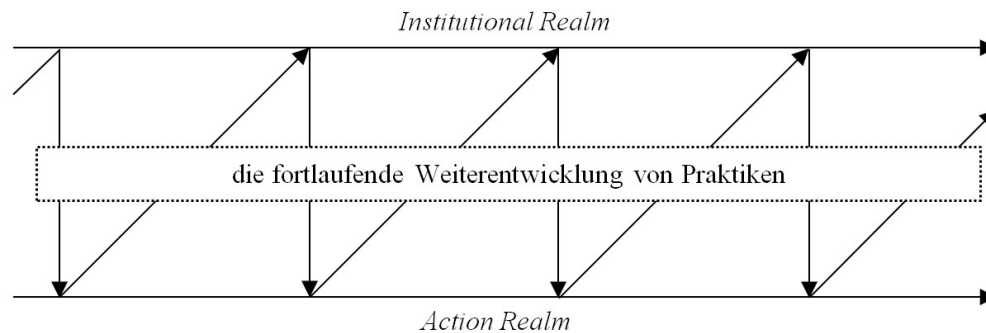 Institutional Realm
die fortlaufende Weiterentwicklung von Praktiken
Action Realm